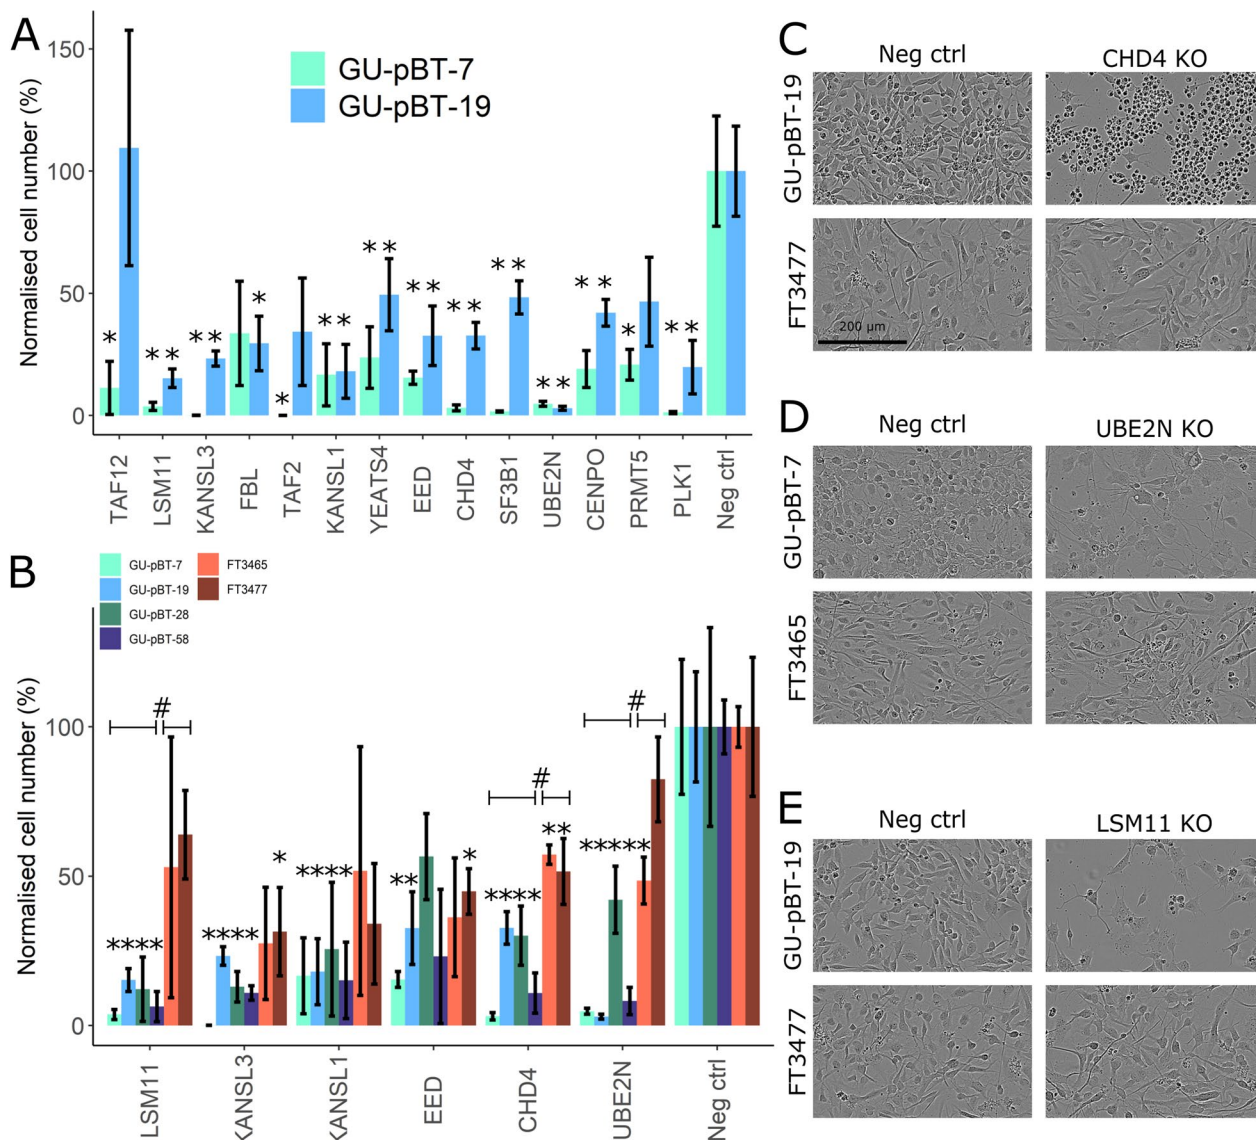 A
Normalised cell number (%)
150
100
50
0
GU-pBT-7
GU-pBT-19
* * * * * * * * * * * * * * * * * * * * * * *
TAF12 LSM11 KANSL3 FBL TAF2 KANSL1 YEATS4 EED CHD4 SF3B1 UBE2N CENPO PRMT5 PLK1 Neg ctrl
B
GU-pBT-7 FT3465
GU-pBT-19 FT3477
GU-pBT-28
GU-pBT-58
Normalised cell number (%)
100
50
0
# # #
**** **** * **** ** * **** ** *****
LSM11 KANSL3 KANSL1 EED CHD4 UBE2N Neg ctrl
C
Neg ctrl CHD4 KO
GU-pBT-19
FT3477
200 µm
D
Neg ctrl UBE2N KO
GU-pBT-7
FT3465
E
Neg ctrl LSM11 KO
GU-pBT-19
FT3477